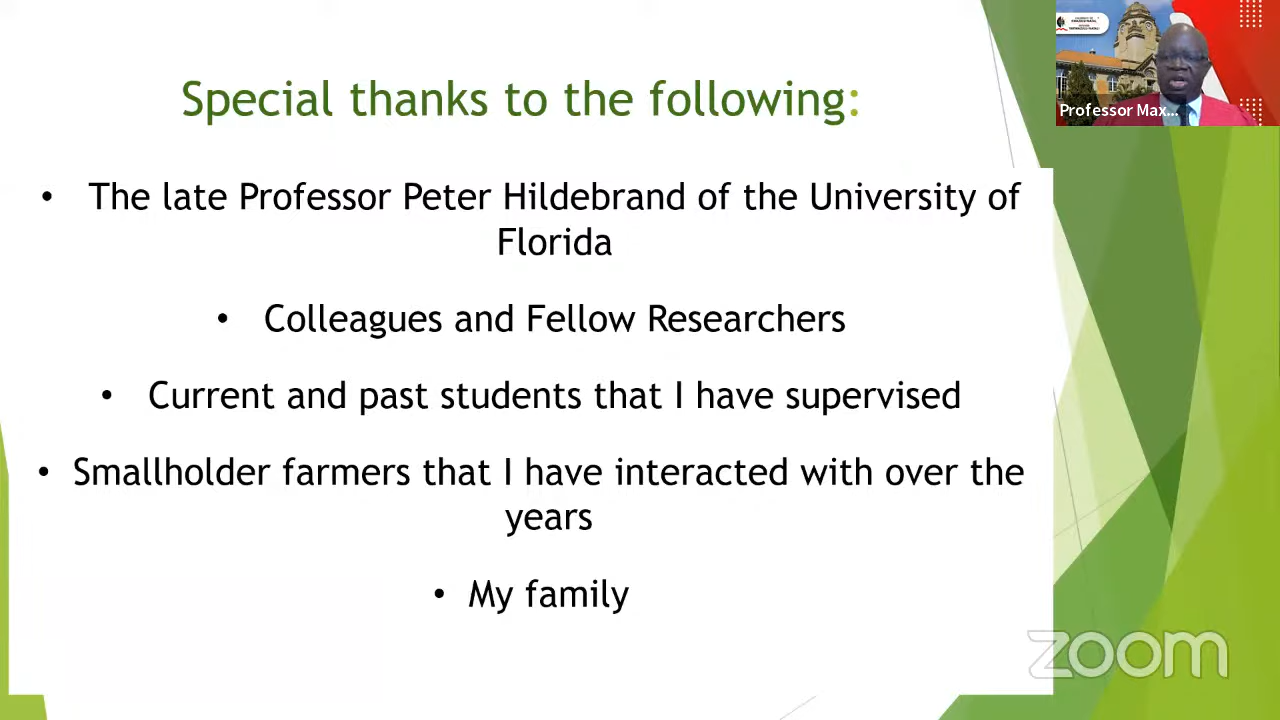 Special thanks to the following:
Professor Max...
• The late Professor Peter Hildebrand of the University of
Florida
• Colleagues and Fellow Researchers
• Current and past students that I have supervised
• Smallholder farmers that I have interacted with over the
years
• My family
zoom